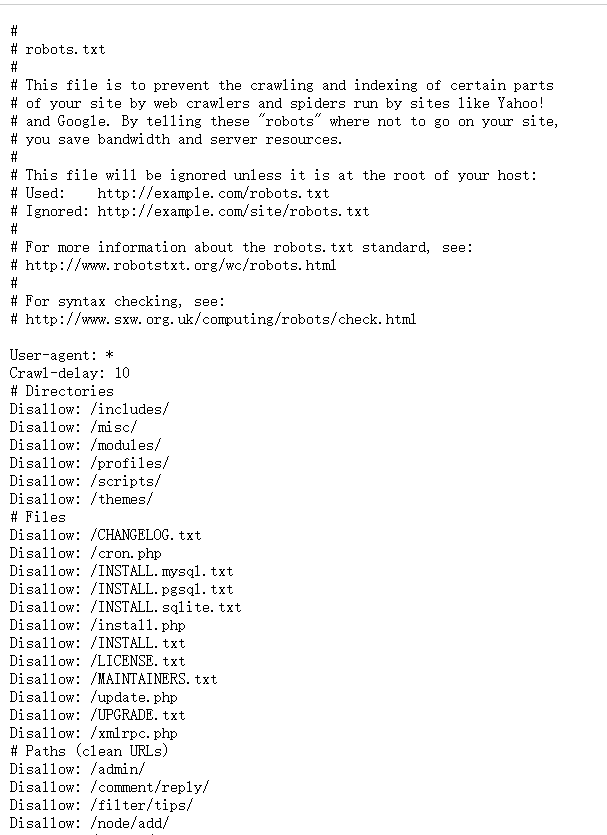 #
# robots.txt
#
# This file is to prevent the crawling and indexing of certain parts
# of your site by web crawlers and spiders run by sites like Yahoo!
# and Google. By telling these "robots" where not to go on your site,
# you save bandwidth and server resources.
#
# This file will be ignored unless it is at the root of your host:
# Used:    http://example.com/robots.txt
# Ignored: http://example.com/site/robots.txt
#
# For more information about the robots.txt standard, see:
# http://www.robotstxt.org/wc/robots.html
#
# For syntax checking, see:
# http://www.sxw.org.uk/computing/robots/check.html

User-agent: *
Crawl-delay: 10
# Directories
Disallow: /includes/
Disallow: /misc/
Disallow: /modules/
Disallow: /profiles/
Disallow: /scripts/
Disallow: /themes/
# Files
Disallow: /CHANGELOG.txt
Disallow: /cron.php
Disallow: /INSTALL.mysql.txt
Disallow: /INSTALL.pgsql.txt
Disallow: /INSTALL.sqlite.txt
Disallow: /install.php
Disallow: /INSTALL.txt
Disallow: /LICENSE.txt
Disallow: /MAINTAINERS.txt
Disallow: /update.php
Disallow: /UPGRADE.txt
Disallow: /xmlrpc.php
# Paths (clean URLs)
Disallow: /admin/
Disallow: /comment/reply/
Disallow: /filter/tips/
Disallow: /node/add/